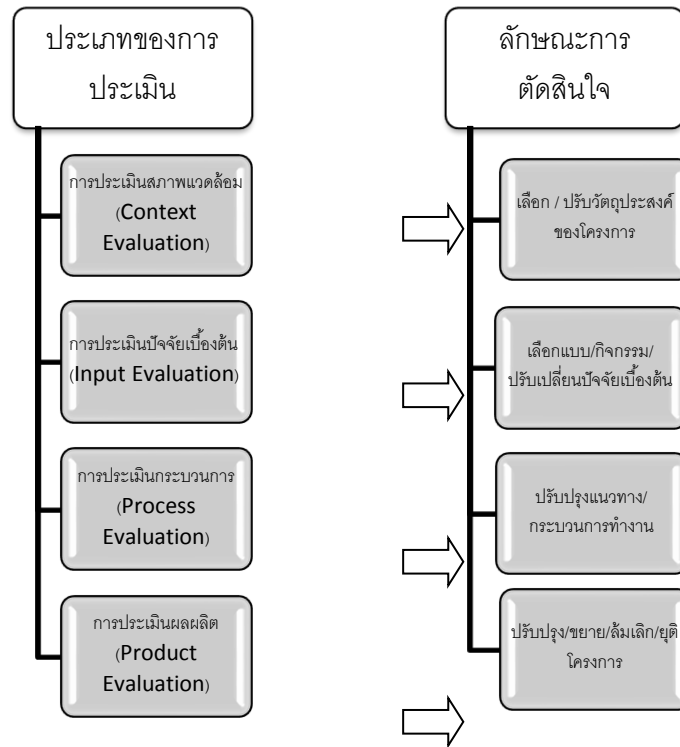 ประเภทของการ
ประเมิน
การประเมินสภาพแวดล้อม
(Context
Evaluation)
การประเมินปัจจัยเบื้องต้น
(Input Evaluation)
การประเมินกระบวนการ
(Process
Evaluation)
การประเมินผลผลิต
(Product
Evaluation)
ลักษณะการ
ตัดสินใจ
เลือก / ปรับวัตถุประสงค์
ของโครงการ
เลือกแบบ/กิจกรรม/
ปรับเปลี่ยนปัจจัยเบื้องต้น
ปรับปรุงแนวทาง/
กระบวนการทำงาน
ปรับปรุง/ขยาย/ล้มเลิก/ยุติ
โครงการ